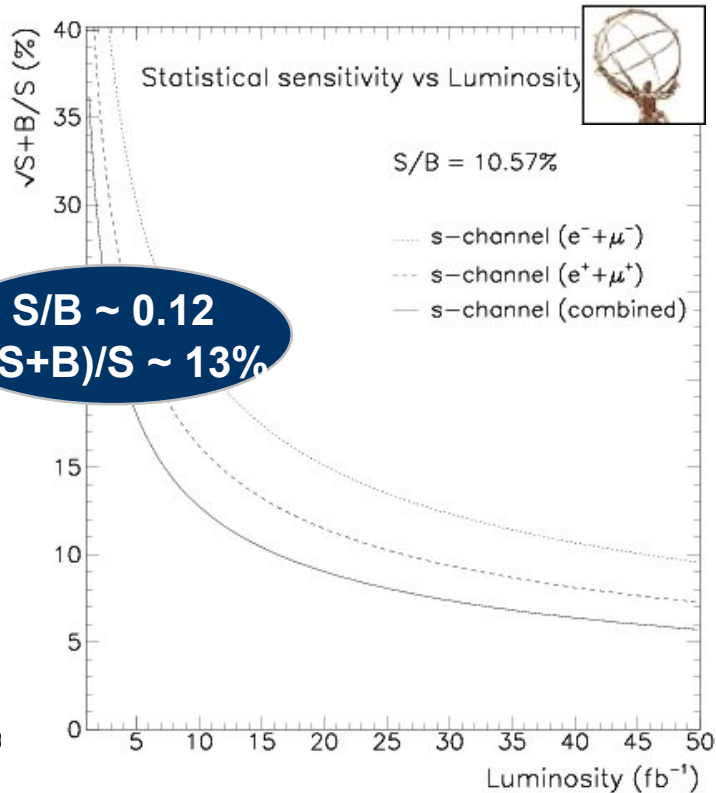 √S+B/S (%)
Statistical sensitivity vs Luminosity
S/B = 10.57%
s-channel (e⁻+μ⁻)
s-channel (e⁺+μ⁺)
s-channel (combined)
S/B ~ 0.12
S+B)/S ~ 13%
40
35
30
15
10
5
0
5 10 15 20 25 30 35 40 45 50
Luminosity (fb⁻¹)